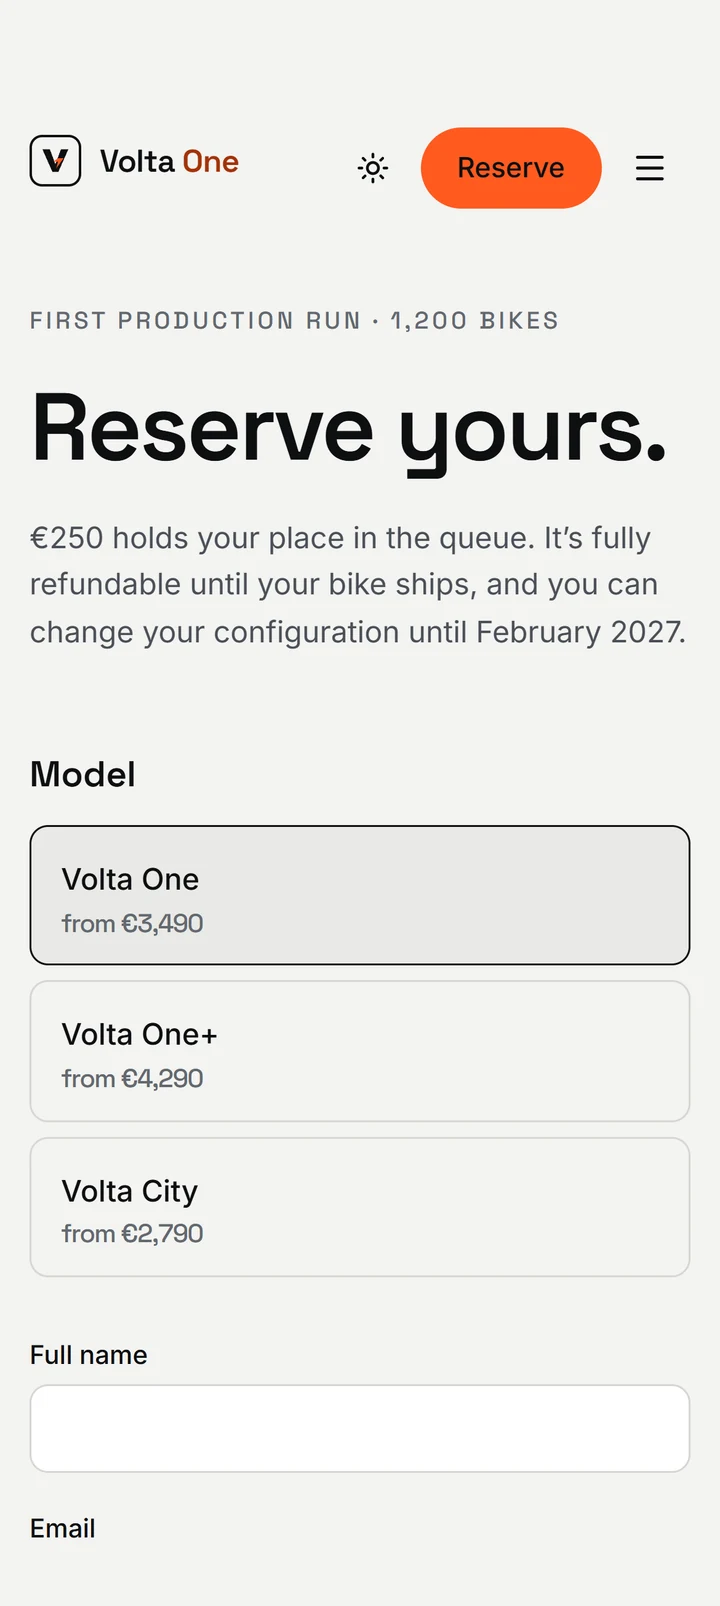 Volta One
Reserve
FIRST PRODUCTION RUN · 1,200 BIKES
Reserve yours.
€250 holds your place in the queue. It’s fully
refundable until your bike ships, and you can
change your configuration until February 2027.
Model
Volta One
from €3,490
Volta One+
from €4,290
Volta City
from €2,790
Full name
Email